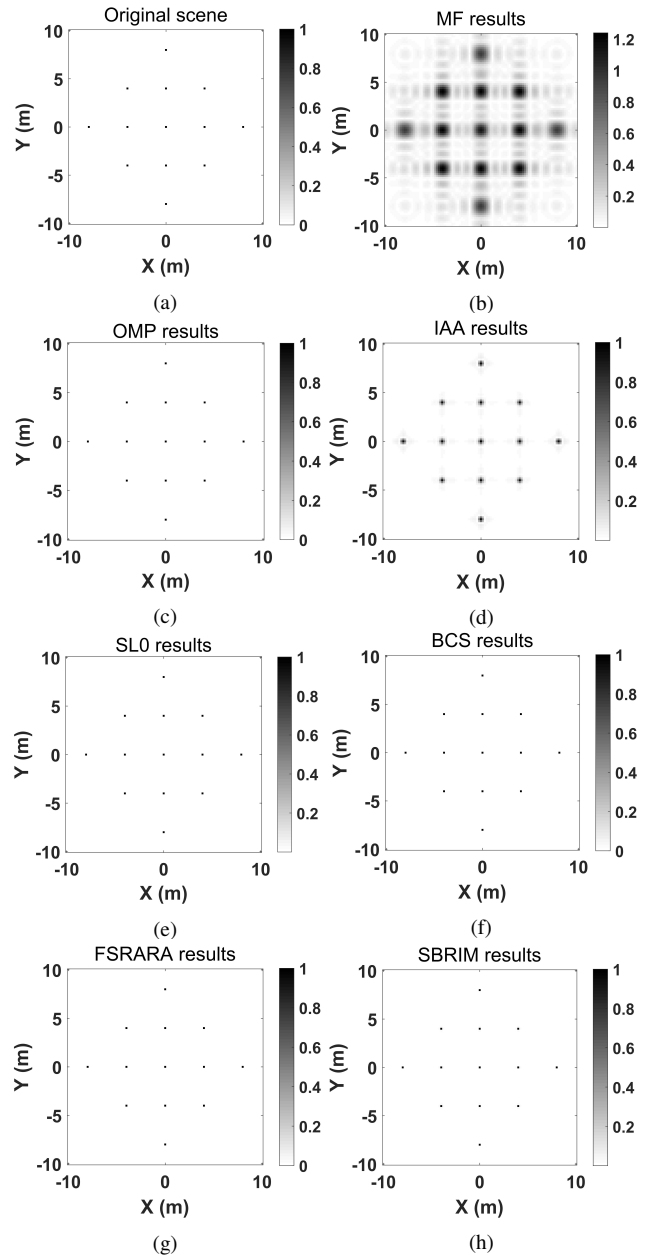 Original scene
10
5
0
-5
-10
Y (m)
-10 0 10
X (m)
1
0.8
0.6
0.4
0.2
0
(a)
MF results
10
5
0
-5
-10
Y (m)
-10 0 10
X (m)
1.2
1
0.8
0.6
0.4
0.2
(b)
OMP results
10
5
0
-5
-10
Y (m)
-10 0 10
X (m)
1
0.8
0.6
0.4
0.2
0
(c)
IAA results
10
5
0
-5
-10
Y (m)
-10 0 10
X (m)
1
0.8
0.6
0.4
0.2
(d)
SL0 results
10
5
0
-5
-10
Y (m)
-10 0 10
X (m)
1
0.8
0.6
0.4
0.2
(e)
BCS results
10
5
0
-5
-10
Y (m)
-10 0 10
X (m)
1
0.8
0.6
0.4
0.2
0
(f)
FSRARA results
10
5
0
-5
-10
Y (m)
-10 0 10
X (m)
1
0.8
0.6
0.4
0.2
0
(g)
SBRIM results
10
5
0
-5
-10
Y (m)
-10 0 10
X (m)
1
0.8
0.6
0.4
0.2
0
(h)